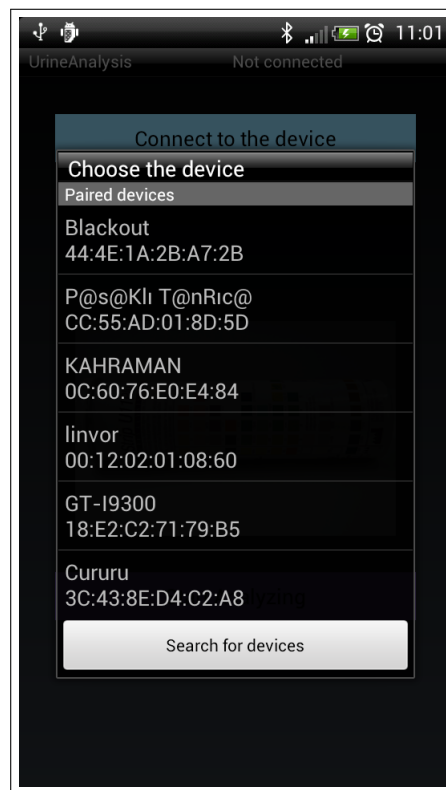 11:01
UrineAnalysis Not connected
Connect to the device
Choose the device
Paired devices
Blackout
44:4E:1A:2B:A7:2B
P@s@Klı T@nRıc@
CC:55:AD:01:8D:5D
KAHRAMAN
0C:60:76:E0:E4:84
linvor
00:12:02:01:08:60
GT-I9300
18:E2:C2:71:79:B5
Cururu
3C:43:8E:D4:C2:A8
Search for devices